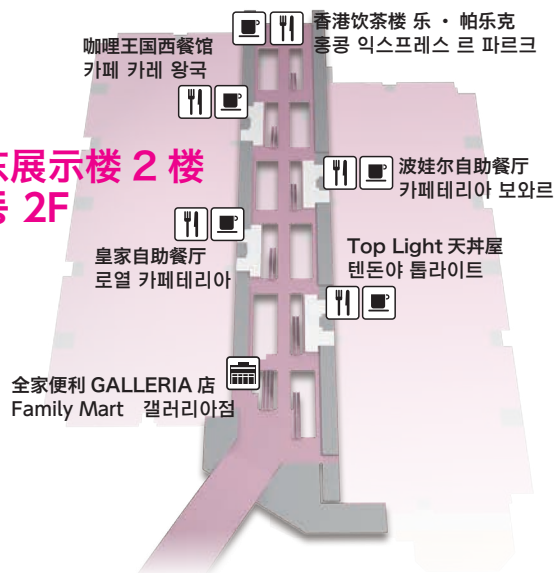 香港饮茶楼 乐 · 帕乐克
홍콩 익스프레스 르 파르크
咖哩王国西餐馆
카페 카레 왕국
展示楼 2 楼
2F
波娃尔自助餐厅
카페테리아 보와르
皇家自助餐厅
로열 카페테리아
Top Light 天丼屋
텐돈야 톱라이트
全家便利 GALLERIA 店
Family Mart 갤러리아점